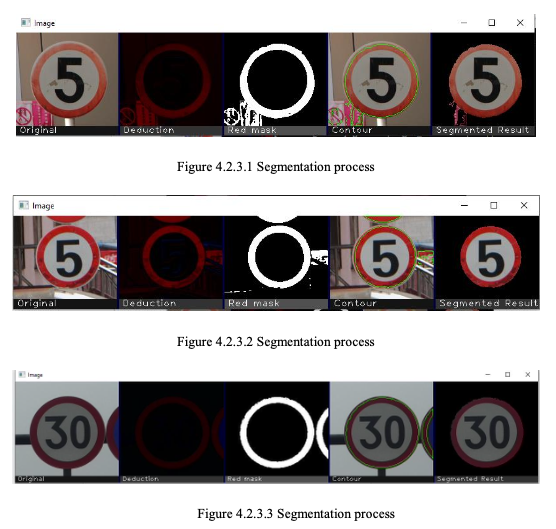 Image
5 5 5 5
Original Deduction Red mask Contour Segmented Result
Figure 4.2.3.1 Segmentation process
Image
5 5 5 5
Original Deduction Red mask Contour Segmented Result
Figure 4.2.3.2 Segmentation process
Image
30 30 30
Original Deduction Red mask Contour Segmented Result
Figure 4.2.3.3 Segmentation process